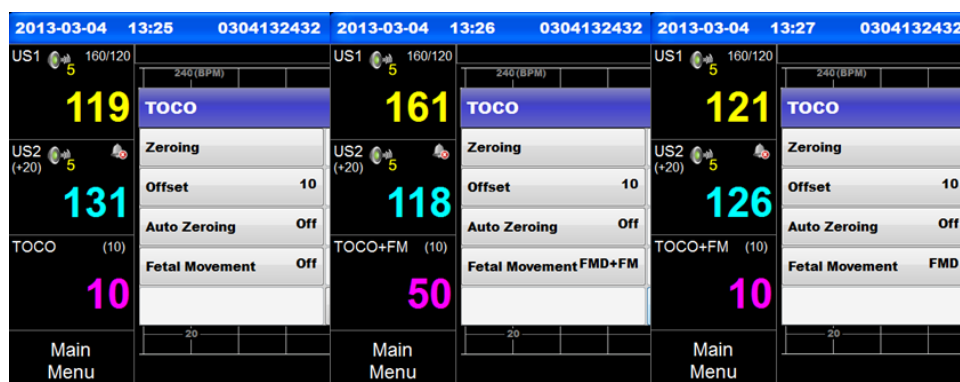 2013-03-04 13:25 0304132432
US1 5 160/120
119
US2 (+20) 5
131
TOCO (10)
10
Main
Menu
240(BPM)
TOCO
Zeroing
Offset 10
Auto Zeroing Off
Fetal Movement Off
20
2013-03-04 13:26 0304132432
US1 5 160/120
161
US2 (+20) 5
118
TOCO+FM (10)
50
Main
Menu
240(BPM)
TOCO
Zeroing
Offset 10
Auto Zeroing Off
Fetal Movement FMD+FM
20
2013-03-04 13:27 0304132432
US1 5 160/120
121
US2 (+20) 5
126
TOCO+FM (10)
10
Main
Menu
240(BPM)
TOCO
Zeroing
Offset 10
Auto Zeroing Off
Fetal Movement FMD
20